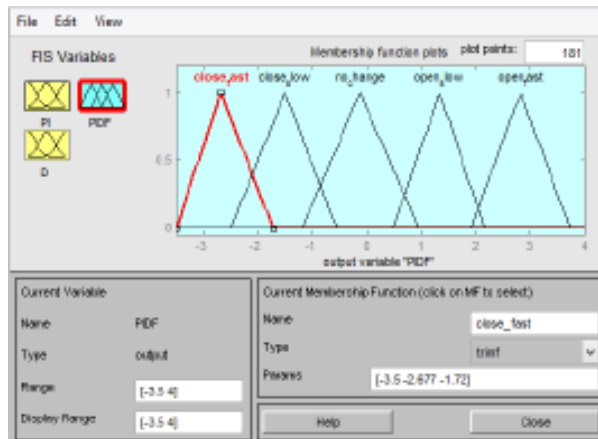 File Edit View
FIS Variables
Membership function plots plot points: 181
close_fast close_slow no_change open_slow open_fast
PI
PIDF
D
1
0.5
0
-3 -2 -1 0 1 2 3 4
output variable "PIDF"
Current Variable
Name PIDF
Type output
Range [-3.5 4]
Display Range [-3.5 4]
Current Membership Function (click on MF to select)
Name close_fast
Type trimf
Params [-3.5 -2.677 -1.72]
Help Close